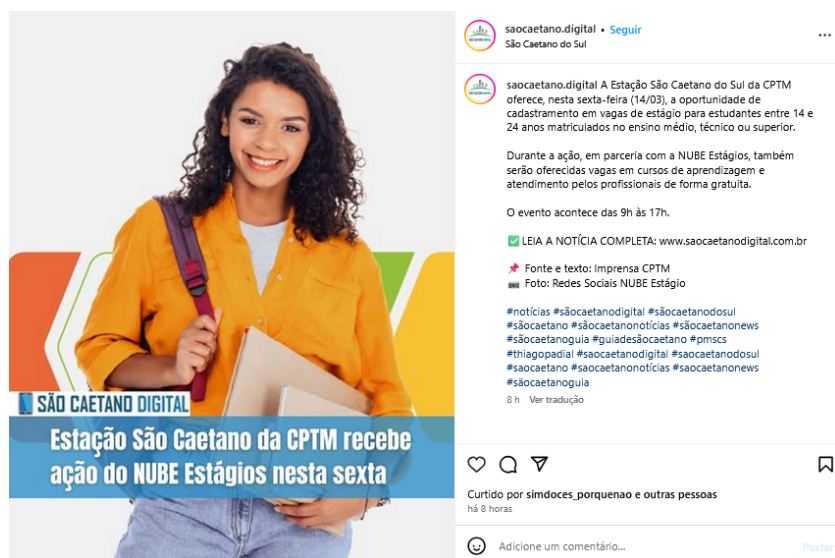 saocaetano.digital • Seguir
São Caetano do Sul
saocaetano.digital A Estação São Caetano do Sul da CPTM
oferece, nesta sexta-feira (14/03), a oportunidade de
cadastramento em vagas de estágio para estudantes entre 14 e
24 anos matriculados no ensino médio, técnico ou superior.
Durante a ação, em parceria com a NUBE Estágios, também
serão oferecidas vagas em cursos de aprendizagem e
atendimento pelos profissionais de forma gratuita.
O evento acontece das 9h às 17h.
✅ LEIA A NOTÍCIA COMPLETA: www.saocaetanodigital.com.br
📌 Fonte e texto: Imprensa CPTM
📷 Foto: Redes Sociais NUBE Estágio
#notícias #sãocaetanodigital #sãocaetanodosul
#sãocaetano #sãocaetanonotícias #sãocaetanonews
#sãocaetanoguia #guiadesãocaetano #pmscs
#thiagopadial #saocaetanodigital #saocaetanodosul
#saocaetano #saocaetanonotícias #saocaetanonews
#sãocaetanoguia
8 h Ver tradução
Curtido por simdoces_porquenao e outras pessoas
há 8 horas
Adicione um comentário...
Postar
SÃO CAETANO DIGITAL
Estação São Caetano da CPTM recebe
ação do NUBE Estágios nesta sexta